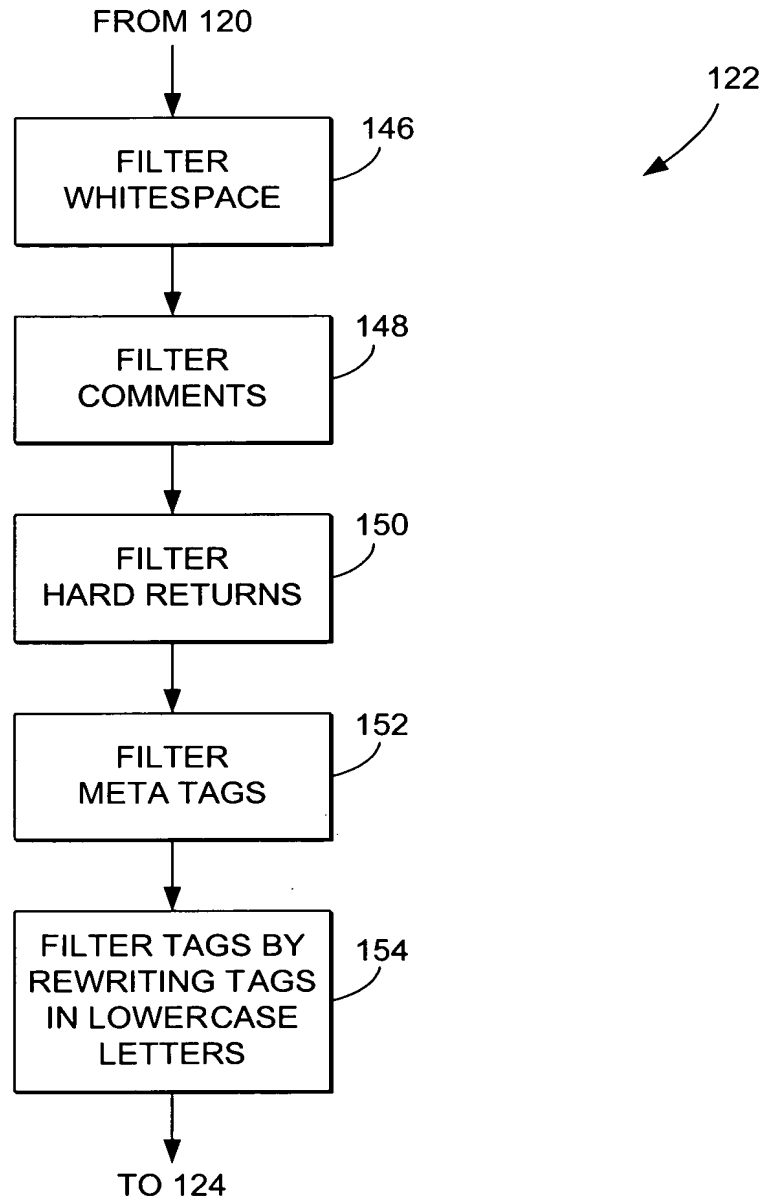 FROM 120
122
146
FILTER
WHITESPACE
148
FILTER
COMMENTS
150
FILTER
HARD RETURNS
152
FILTER
META TAGS
154
FILTER TAGS BY
REWRITING TAGS
IN LOWERCASE
LETTERS
TO 124